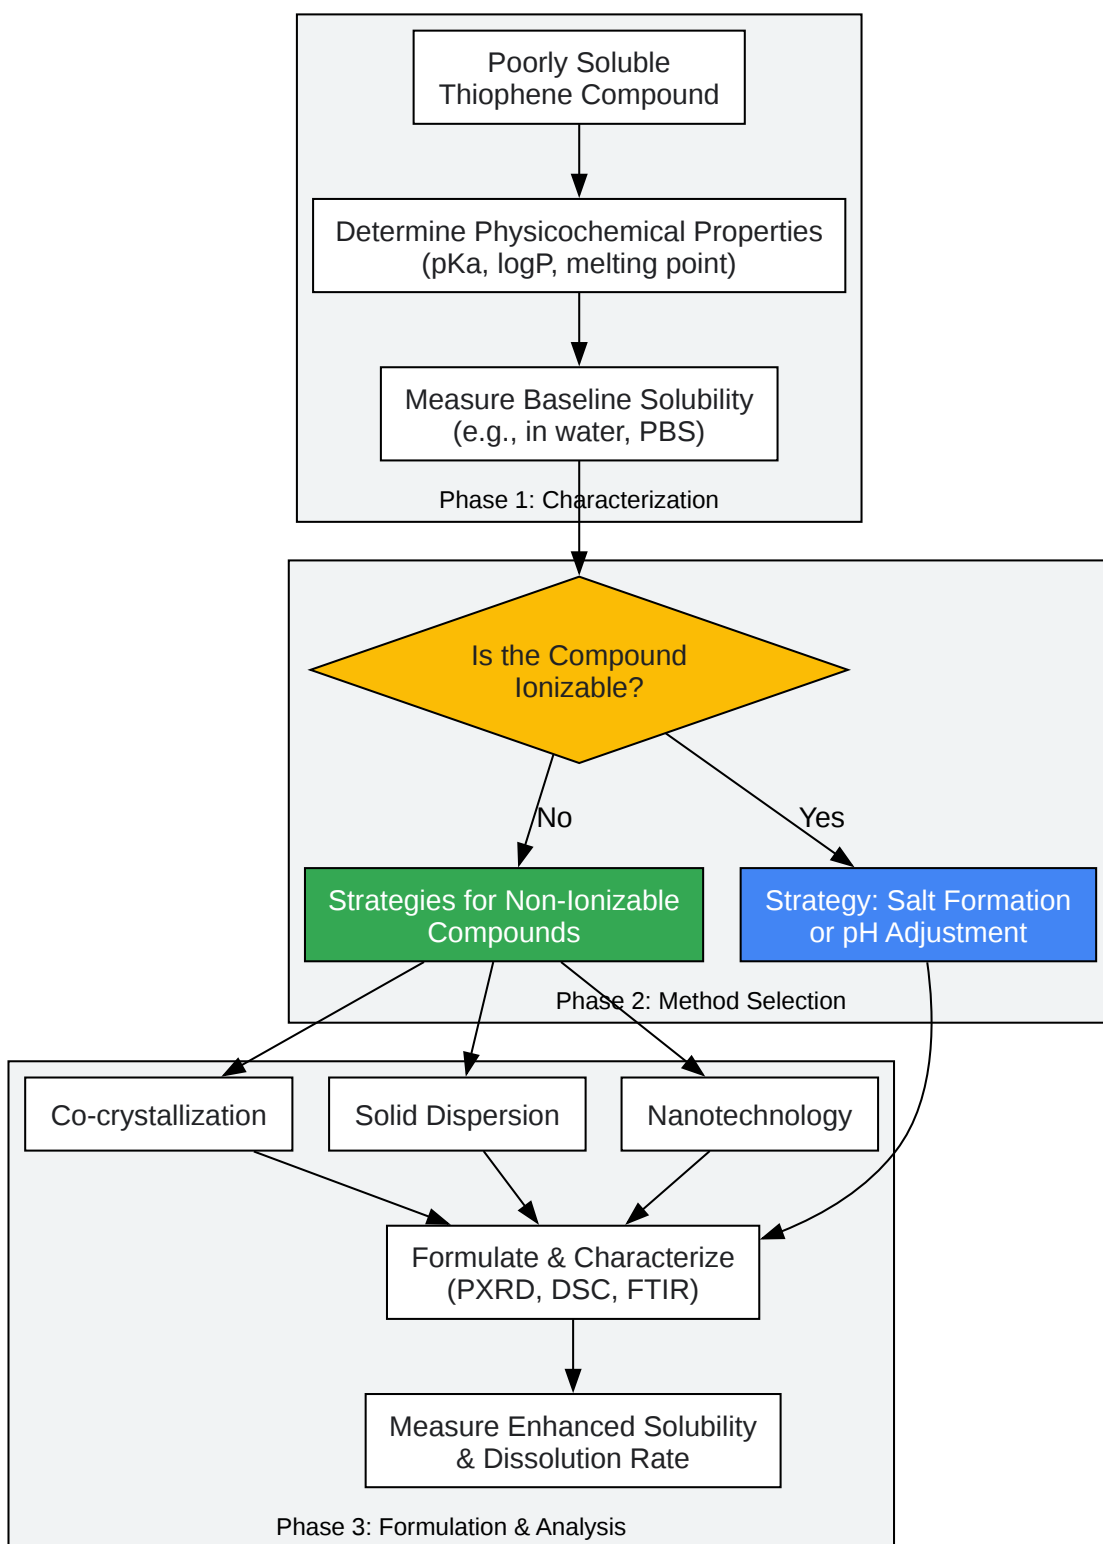 Poorly Soluble
Thiophene Compound
Determine Physicochemical Properties
(pKa, logP, melting point)
Measure Baseline Solubility
(e.g., in water, PBS)
Phase 1: Characterization
Is the Compound
Ionizable?
No
Yes
Strategies for Non-Ionizable
Compounds
Strategy: Salt Formation
or pH Adjustment
Phase 2: Method Selection
Co-crystallization
Solid Dispersion
Nanotechnology
Formulate & Characterize
(PXRD, DSC, FTIR)
Measure Enhanced Solubility
& Dissolution Rate
Phase 3: Formulation & Analysis